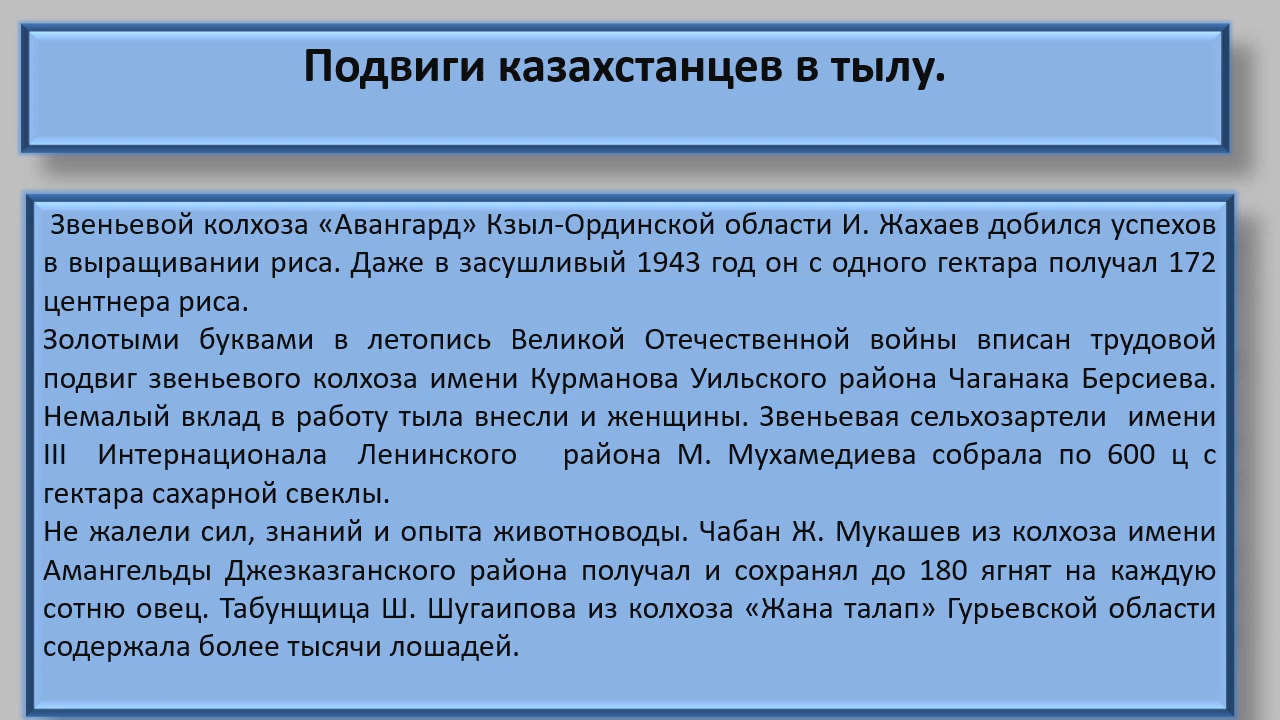 Подвиги казахстанцев в тылу.
Звеньевой колхоза «Авангард» Кзыл-Ординской области И. Жахаев добился успехов
в выращивании риса. Даже в засушливый 1943 год он с одного гектара получал 172
центнера риса.
Золотыми буквами в летопись Великой Отечественной войны вписан трудовой
подвиг звеньевого колхоза имени Курманова Уильского района Чаганака Берсиева.
Немалый вклад в работу тыла внесли и женщины. Звеньевая сельхозартели имени
III Интернационала Ленинского района М. Мухамедиева собрала по 600 ц с
гектара сахарной свеклы.
Не жалели сил, знаний и опыта животноводы. Чабан Ж. Мукашев из колхоза имени
Амангельды Джезказганского района получал и сохранял до 180 ягнят на каждую
сотню овец. Табунщица Ш. Шугаипова из колхоза «Жана талап» Гурьевской области
содержала более тысячи лошадей.